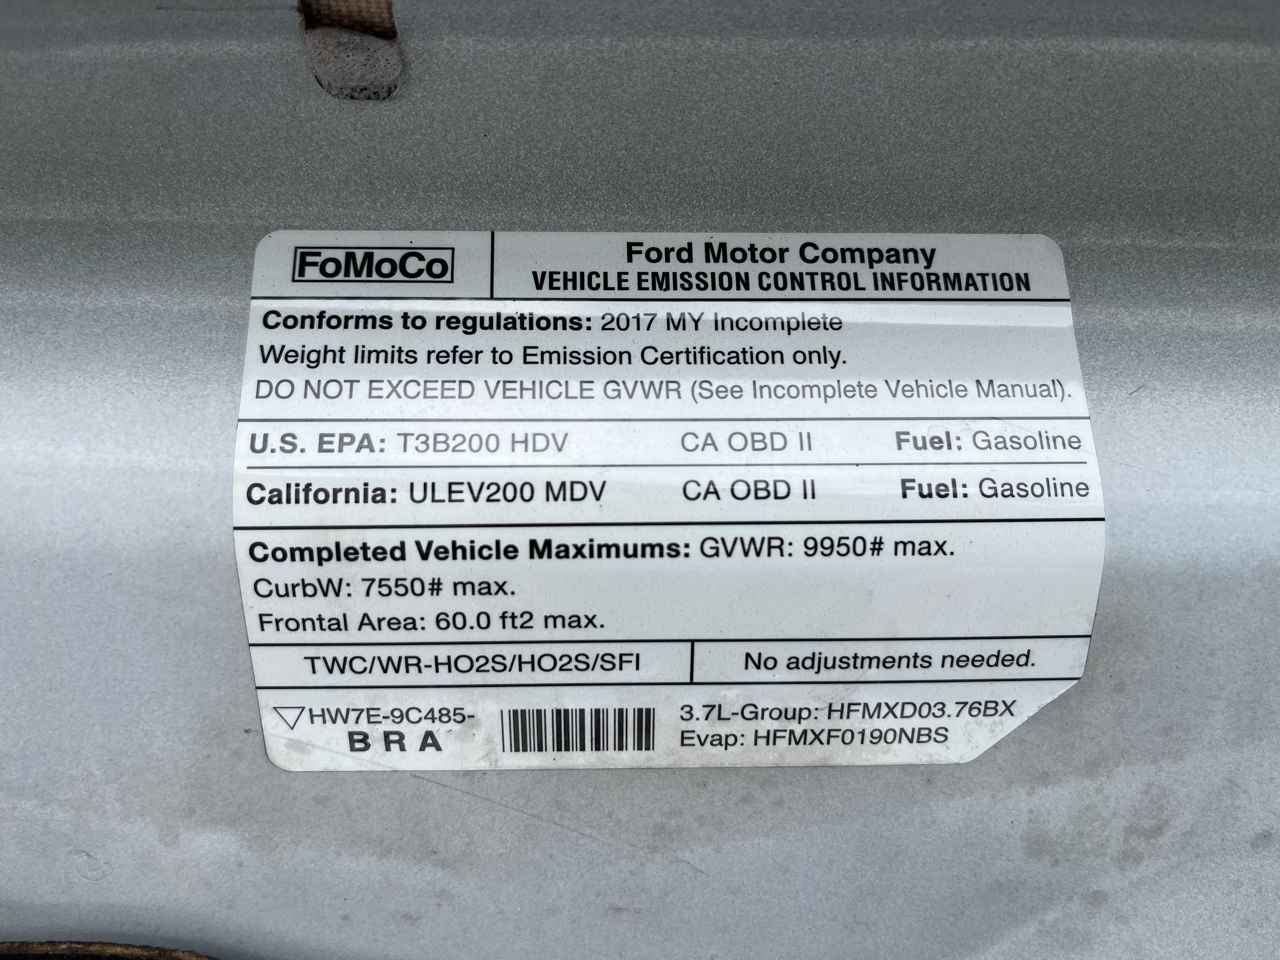 FoMoCo
Ford Motor Company
VEHICLE EMISSION CONTROL INFORMATION
Conforms to regulations: 2017 MY Incomplete
Weight limits refer to Emission Certification only.
DO NOT EXCEED VEHICLE GVWR (See Incomplete Vehicle Manual).
U.S. EPA: T3B200 HDV CA OBD II Fuel: Gasoline
California: ULEV200 MDV CA OBD II Fuel: Gasoline
Completed Vehicle Maximums: GVWR: 9950# max.
CurbW: 7550# max.
Frontal Area: 60.0 ft2 max.
TWC/WR-HO2S/HO2S/SFI
No adjustments needed.
HW7E-9C485-
B R A
3.7L-Group: HFMXD03.76BX
Evap: HFMXF0190NBS